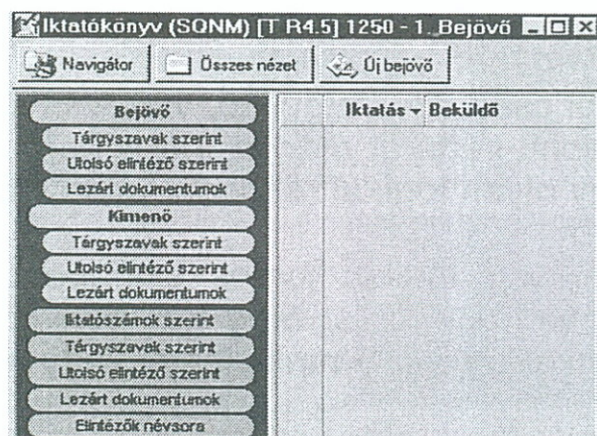 Iktatókönyv (SQNM) [T R4.5] 1250 - 1._Bejövő
Navigátor Összes nézet Új bejövő
Bejövő
Tárgyszavak szerint
Utolsó elintéző szerint
Lezárt dokumentumok
Kimenő
Tárgyszavak szerint
Utolsó elintéző szerint
Lezárt dokumentumok
Iktatószámok szerint
Tárgyszavak szerint
Utolsó elintéző szerint
Lezárt dokumentumok
Elintézők névsora
Iktatás Beküldő